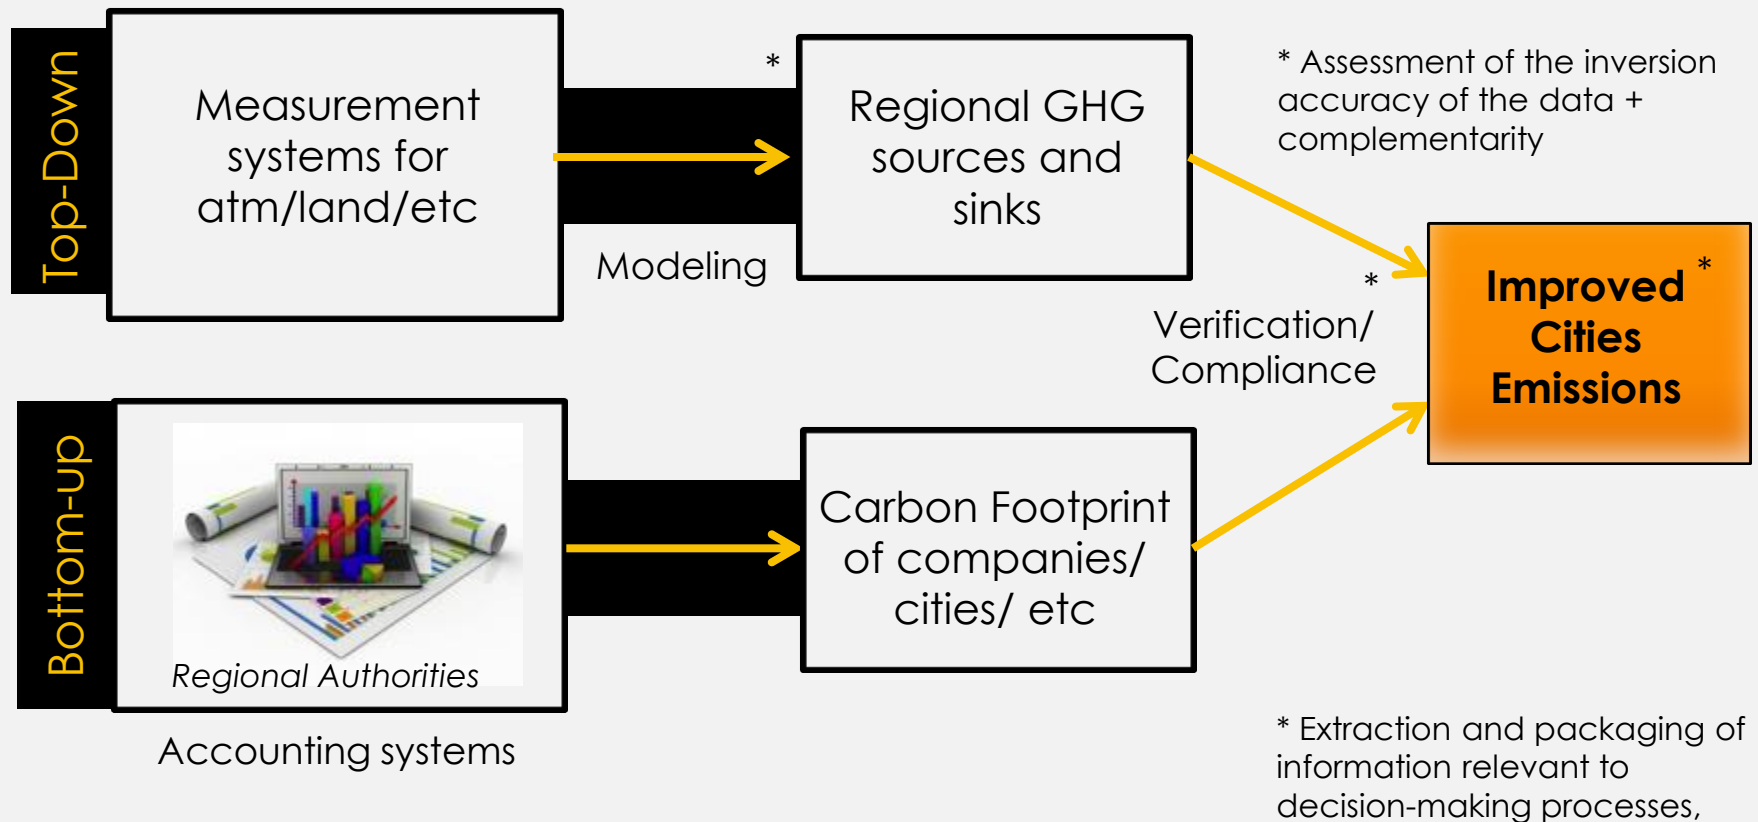 Top-Down
Measurement
systems for
atm/land/etc
*
Modeling
Regional GHG
sources and
sinks
* Assessment of the inversion
accuracy of the data +
complementarity
*
Verification/
Compliance
Improved *
Cities
Emissions
Bottom-up
Regional Authorities
Accounting systems
Carbon Footprint
of companies/
cities/ etc
* Extraction and packaging of
information relevant to
decision-making processes,